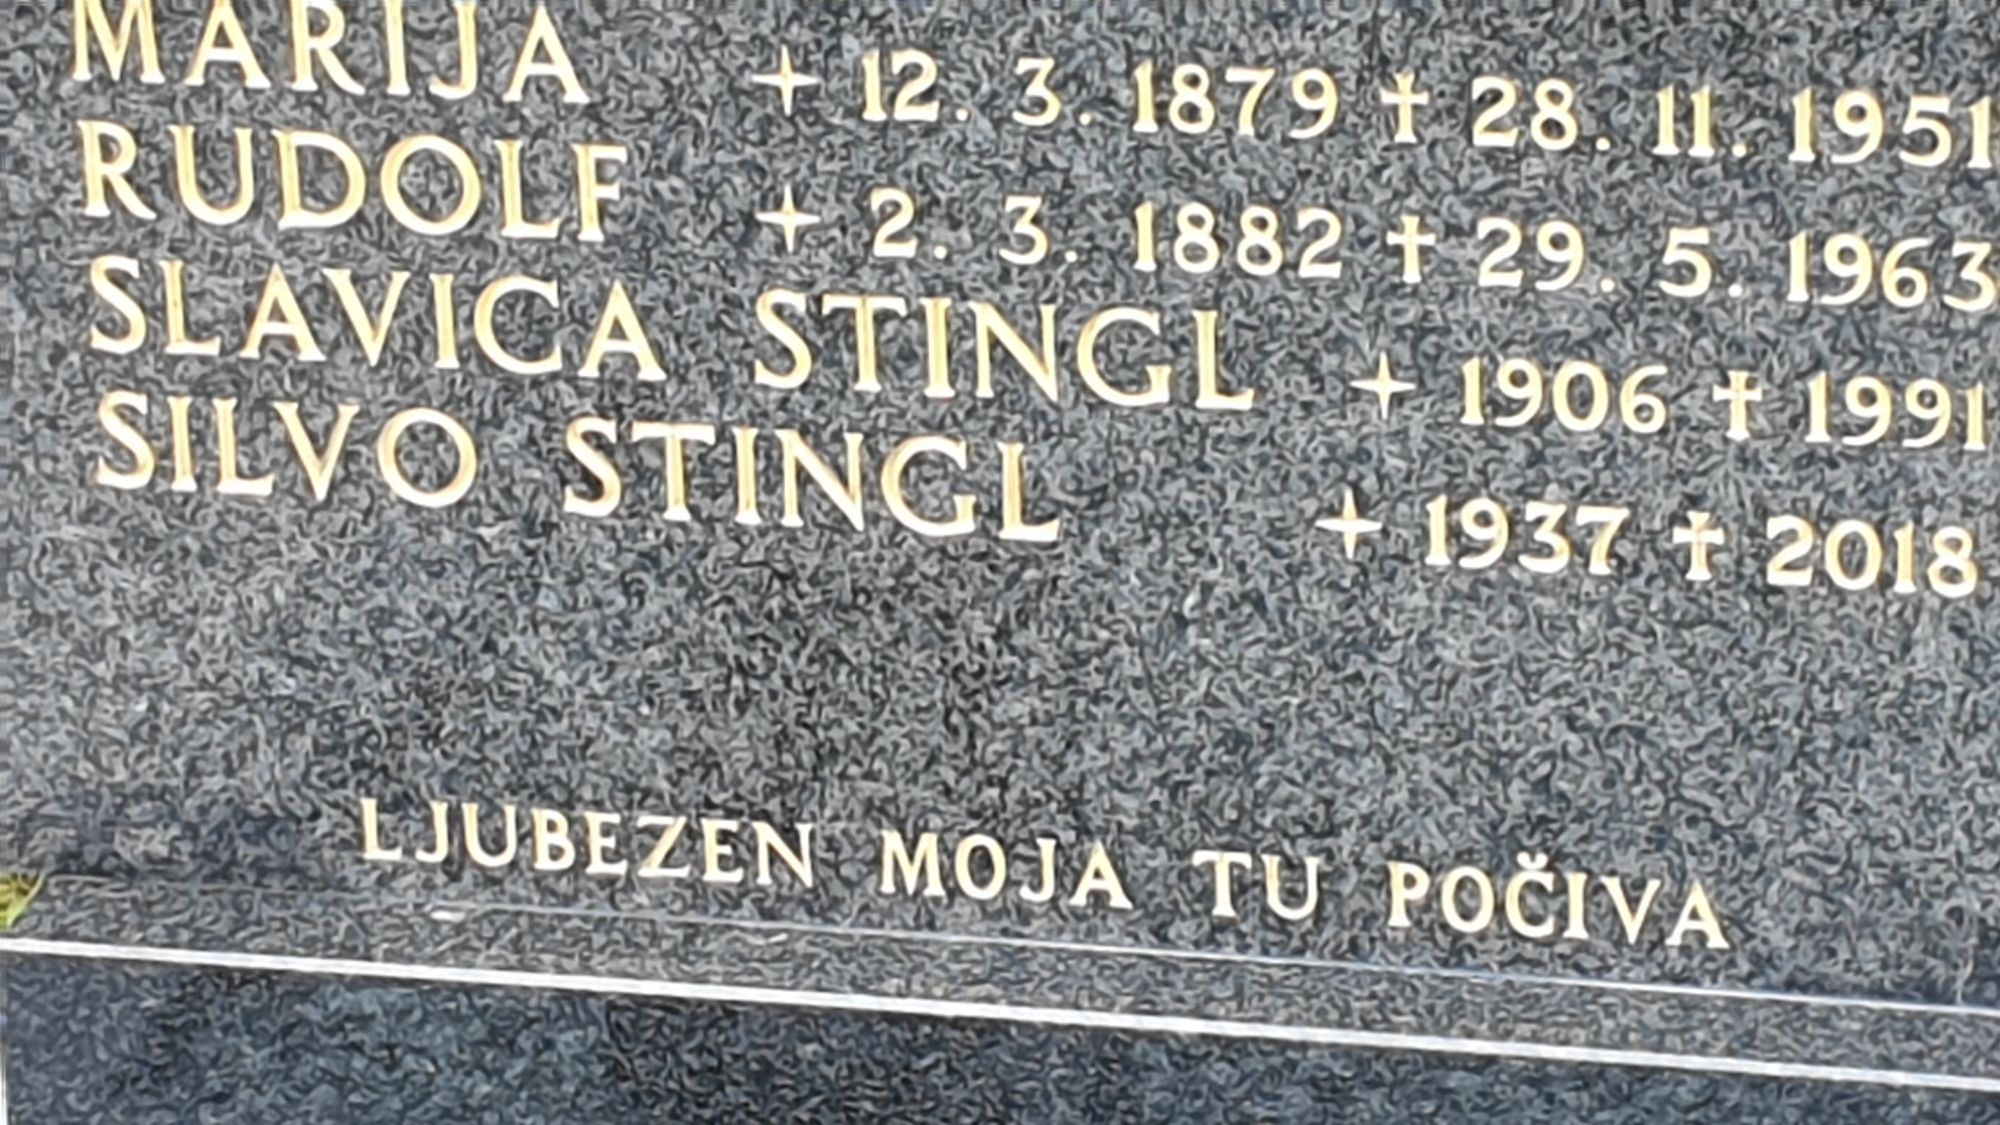 MARIJA + 12. 3. 1879 † 28. 11. 1951
RUDOLF + 2. 3. 1882 † 29. 5. 1963
SLAVICA STINGL + 1906 † 1991
SILVO STINGL + 1937 † 2018
LJUBEZEN MOJA TU POČIVA